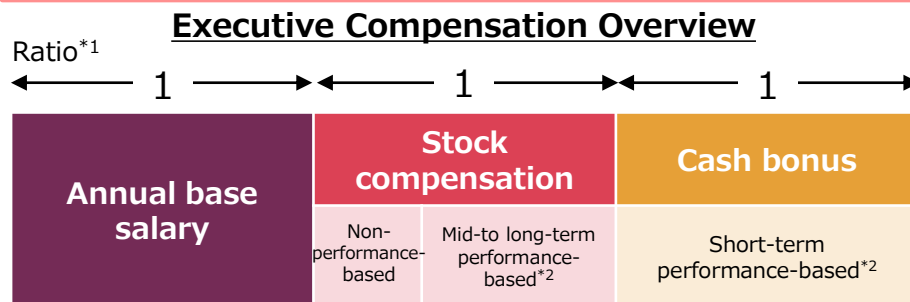 Executive Compensation Overview
Ratio*1
1
1
1
Annual base
salary
Stock
compensation
Cash bonus
Non-
performance-
based
Mid-to long-term
performance-
based*2
Short-term
performance-based*2